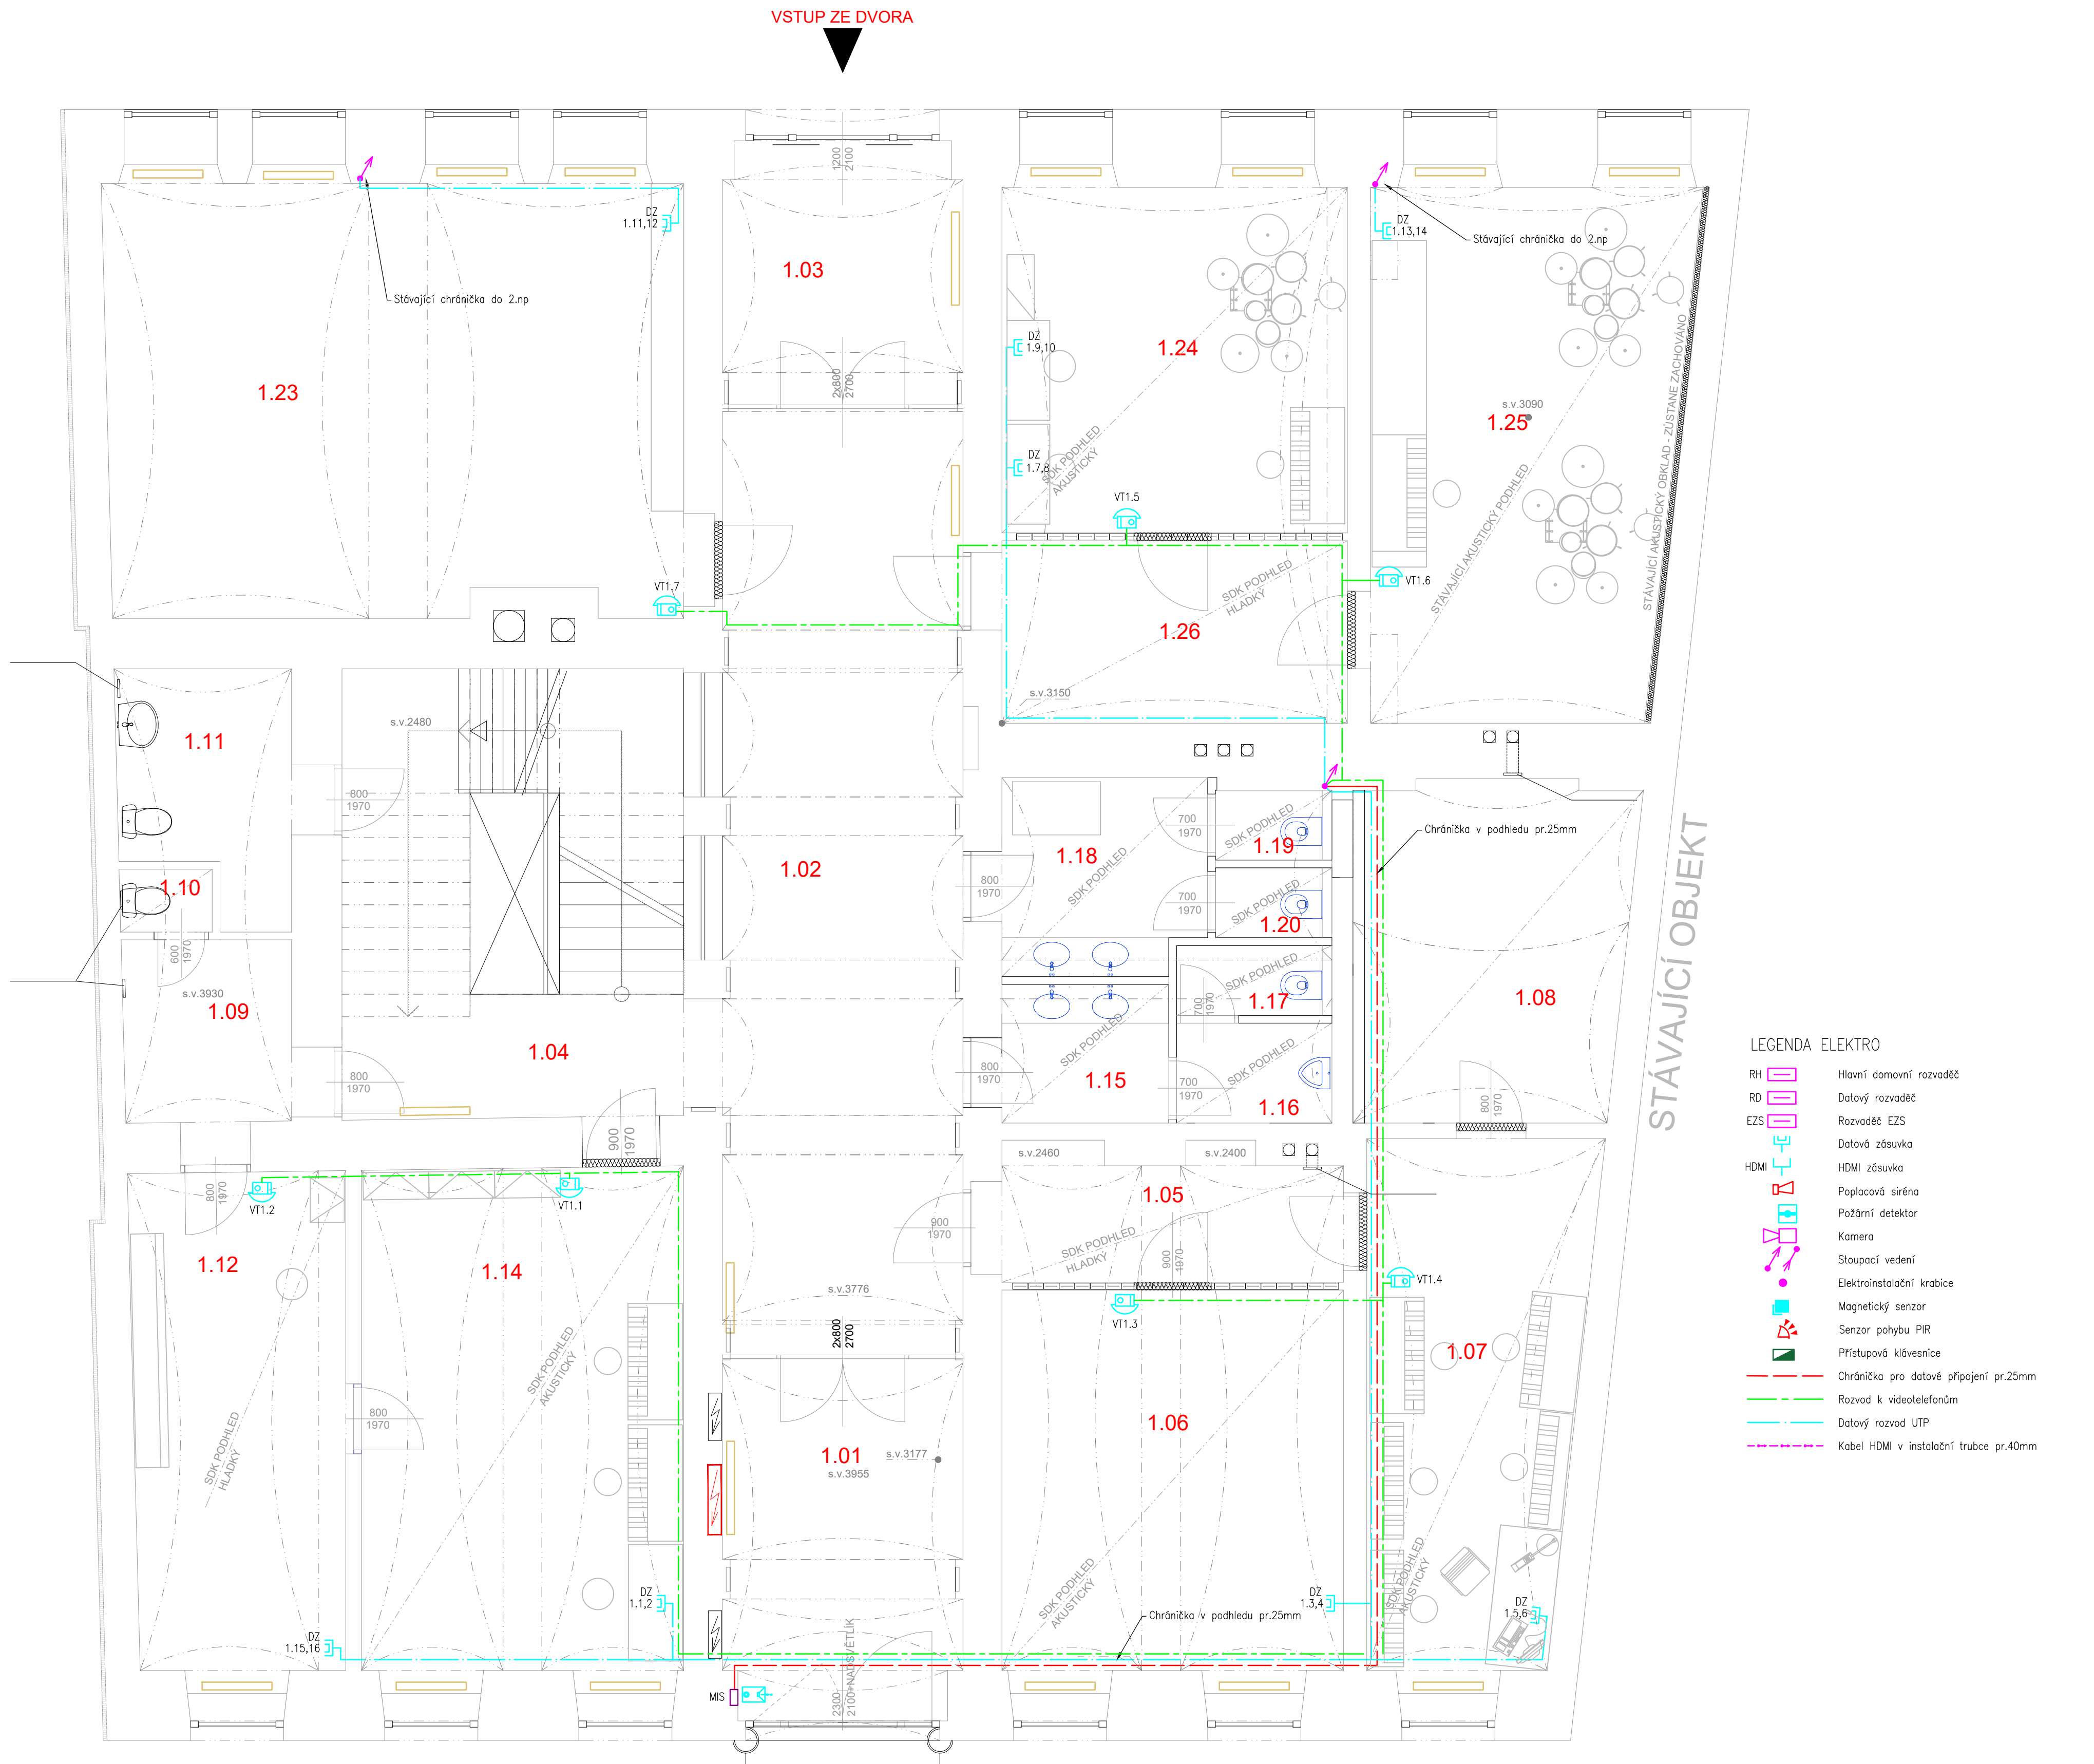 VSTUP ZE DVORA
1200
2100
DZ
1.11,12
1.03
DZ
1.13,14
Stávající chránička do 2.np
Stávající chránička do 2.np
1.23
2x800
2700
DZ
1.9,10
1.24
s.v.3090
1.25
SDK PODHLED
AKUSTICKÝ
DZ
1.7,8
STÁVAJÍCÍ AKUSTICKÝ PODHLED
STÁVAJÍCÍ AKUSTICKÝ OBKLAD - ZŮSTANE ZACHOVÁNO
VT1.5
VT1.7
VT1.6
SDK PODHLED
HLADKÝ
1.26
s.v.3150
s.v.2480
1.11
800
1970
1.02
1.18
SDK PODHLED
700
1970
SDK PODHLED
1.19
Chránička v podhledu pr.25mm
800
1970
700
1970
SDK PODHLED
1.20
1.10
600
1970
s.v.3930
1.09
SDK PODHLED
1.17
700
1970
1.08
STÁVAJÍCÍ OBJEKT
1.04
800
1970
SDK PODHLED
1.15
800
1970
SDK PODHLED
700
1970
1.16
800
1970
900
1970
s.v.2460
s.v.2400
1.05
800
1970
VT1.2
VT1.1
900
1970
SDK PODHLED
HLADKÝ
900
1970
1.12
1.14
s.v.3776
VT1.4
VT1.3
2x800
2700
SDK PODHLED
AKUSTICKÝ
1.07
800
1970
SDK PODHLED
HLADKÝ
1.06
1.01
s.v.3177
s.v.3955
SDK PODHLED
AKUSTICKÝ
SDK PODHLED
AKUSTICKÝ
DZ
1.1,2
DZ
1.3,4
DZ
1.5,6
Chránička v podhledu pr.25mm
DZ
1.15,16
MIS
2300
2100+NADSVĚTLÍK
LEGENDA ELEKTRO
RH Hlavní domovní rozvaděč
RD Datový rozvaděč
EZS Rozvaděč EZS
Datová zásuvka
HDMI HDMI zásuvka
Poplacová siréna
Požární detektor
Kamera
Stoupací vedení
Elektroinstalační krabice
Magnetický senzor
Senzor pohybu PIR
Přístupová klávesnice
Chránička pro datové připojení pr.25mm
Rozvod k videotelefonům
Datový rozvod UTP
Kabel HDMI v instalační trubce pr.40mm